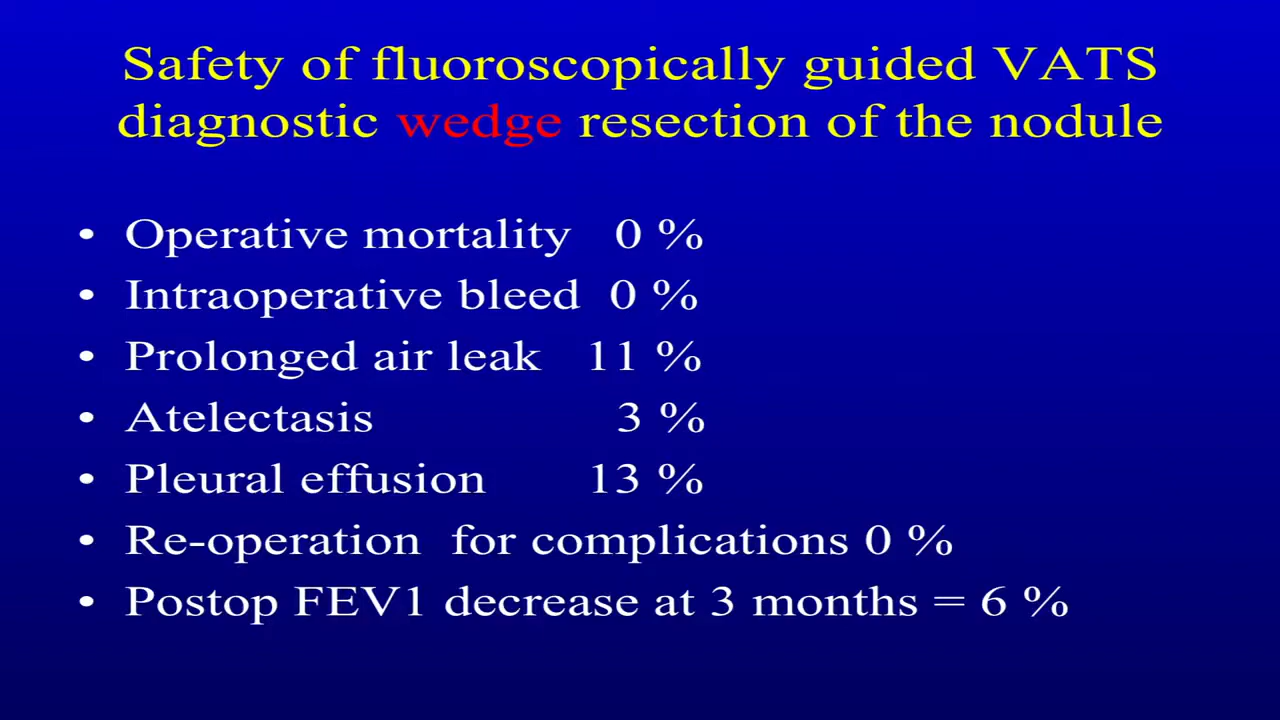 Safety of fluoroscopically guided VATS
diagnostic wedge resection of the nodule
• Operative mortality 0 %
• Intraoperative bleed 0 %
• Prolonged air leak 11 %
• Atelectasis 3 %
• Pleural effusion 13 %
• Re-operation for complications 0 %
• Postop FEV1 decrease at 3 months = 6 %